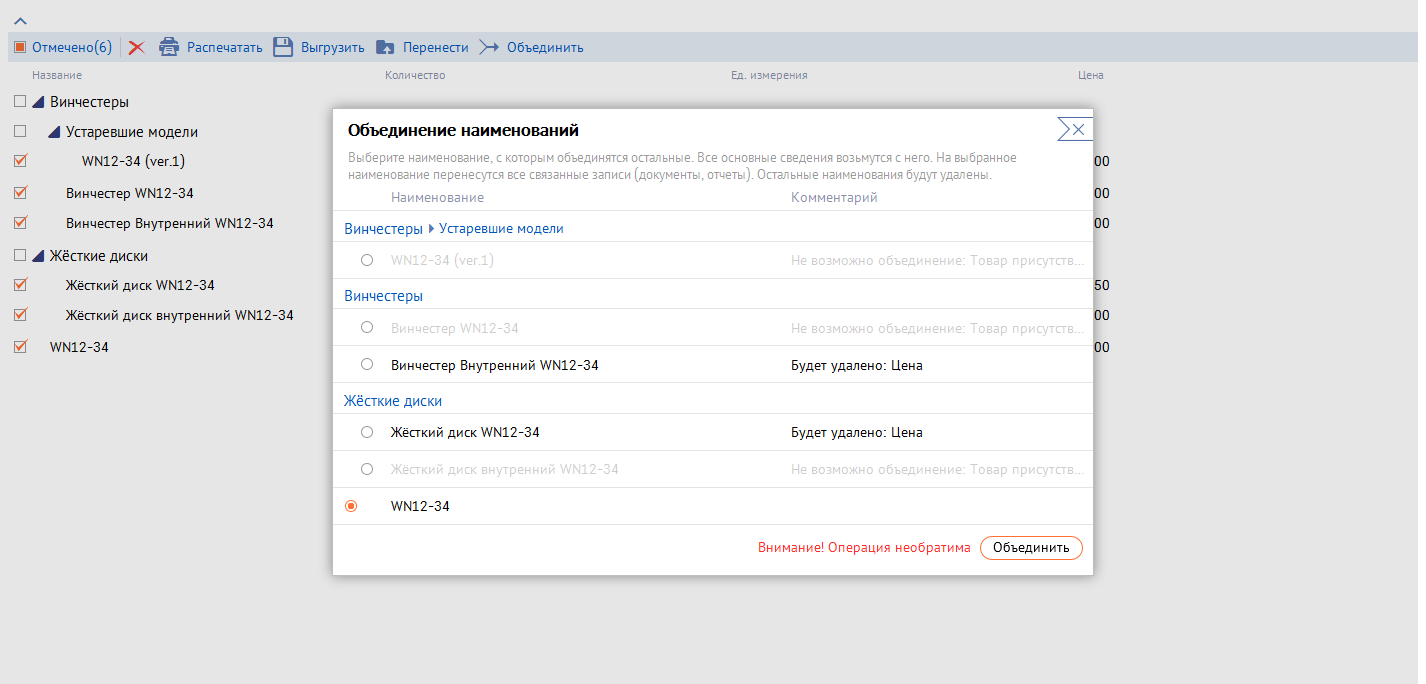 Отмечено(6) Распечатать Выгрузить Перенести Объединить
Название Количество Ед. измерения Цена
Винчестеры
Устаревшие модели
WN12-34 (ver.1)
00
Винчестер WN12-34
00
Винчестер Внутренний WN12-34
00
Жёсткие диски
Жёсткий диск WN12-34
50
Жёсткий диск внутренний WN12-34
00
WN12-34
00
Объединение наименований
Выберите наименование, с которым объединятся остальные. Все основные сведения возьмутся с него. На выбранное
наименование перенесутся все связанные записи (документы, отчеты). Остальные наименования будут удалены.
Наименование Комментарий
Винчестеры Устаревшие модели
WN12-34 (ver.1) Не возможно объединение: Товар присутств...
Винчестеры
Винчестер WN12-34 Не возможно объединение: Товар присутств...
Винчестер Внутренний WN12-34 Будет удалено: Цена
Жёсткие диски
Жёсткий диск WN12-34 Будет удалено: Цена
Жёсткий диск внутренний WN12-34 Не возможно объединение: Товар присутств...
WN12-34
Внимание! Операция необратима Объединить